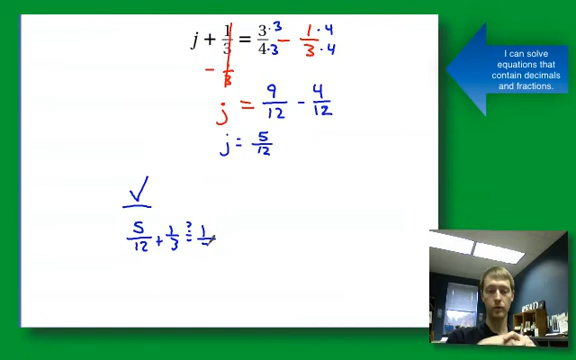 j + 1/3 = 3·3/4·3 − 1·4/3·4
− 1/3
j = 9/12 − 4/12
j = 5/12
✓
5/12 + 1/3 ?= 1/
I can solve
equations that
contain decimals
and fractions.
READ